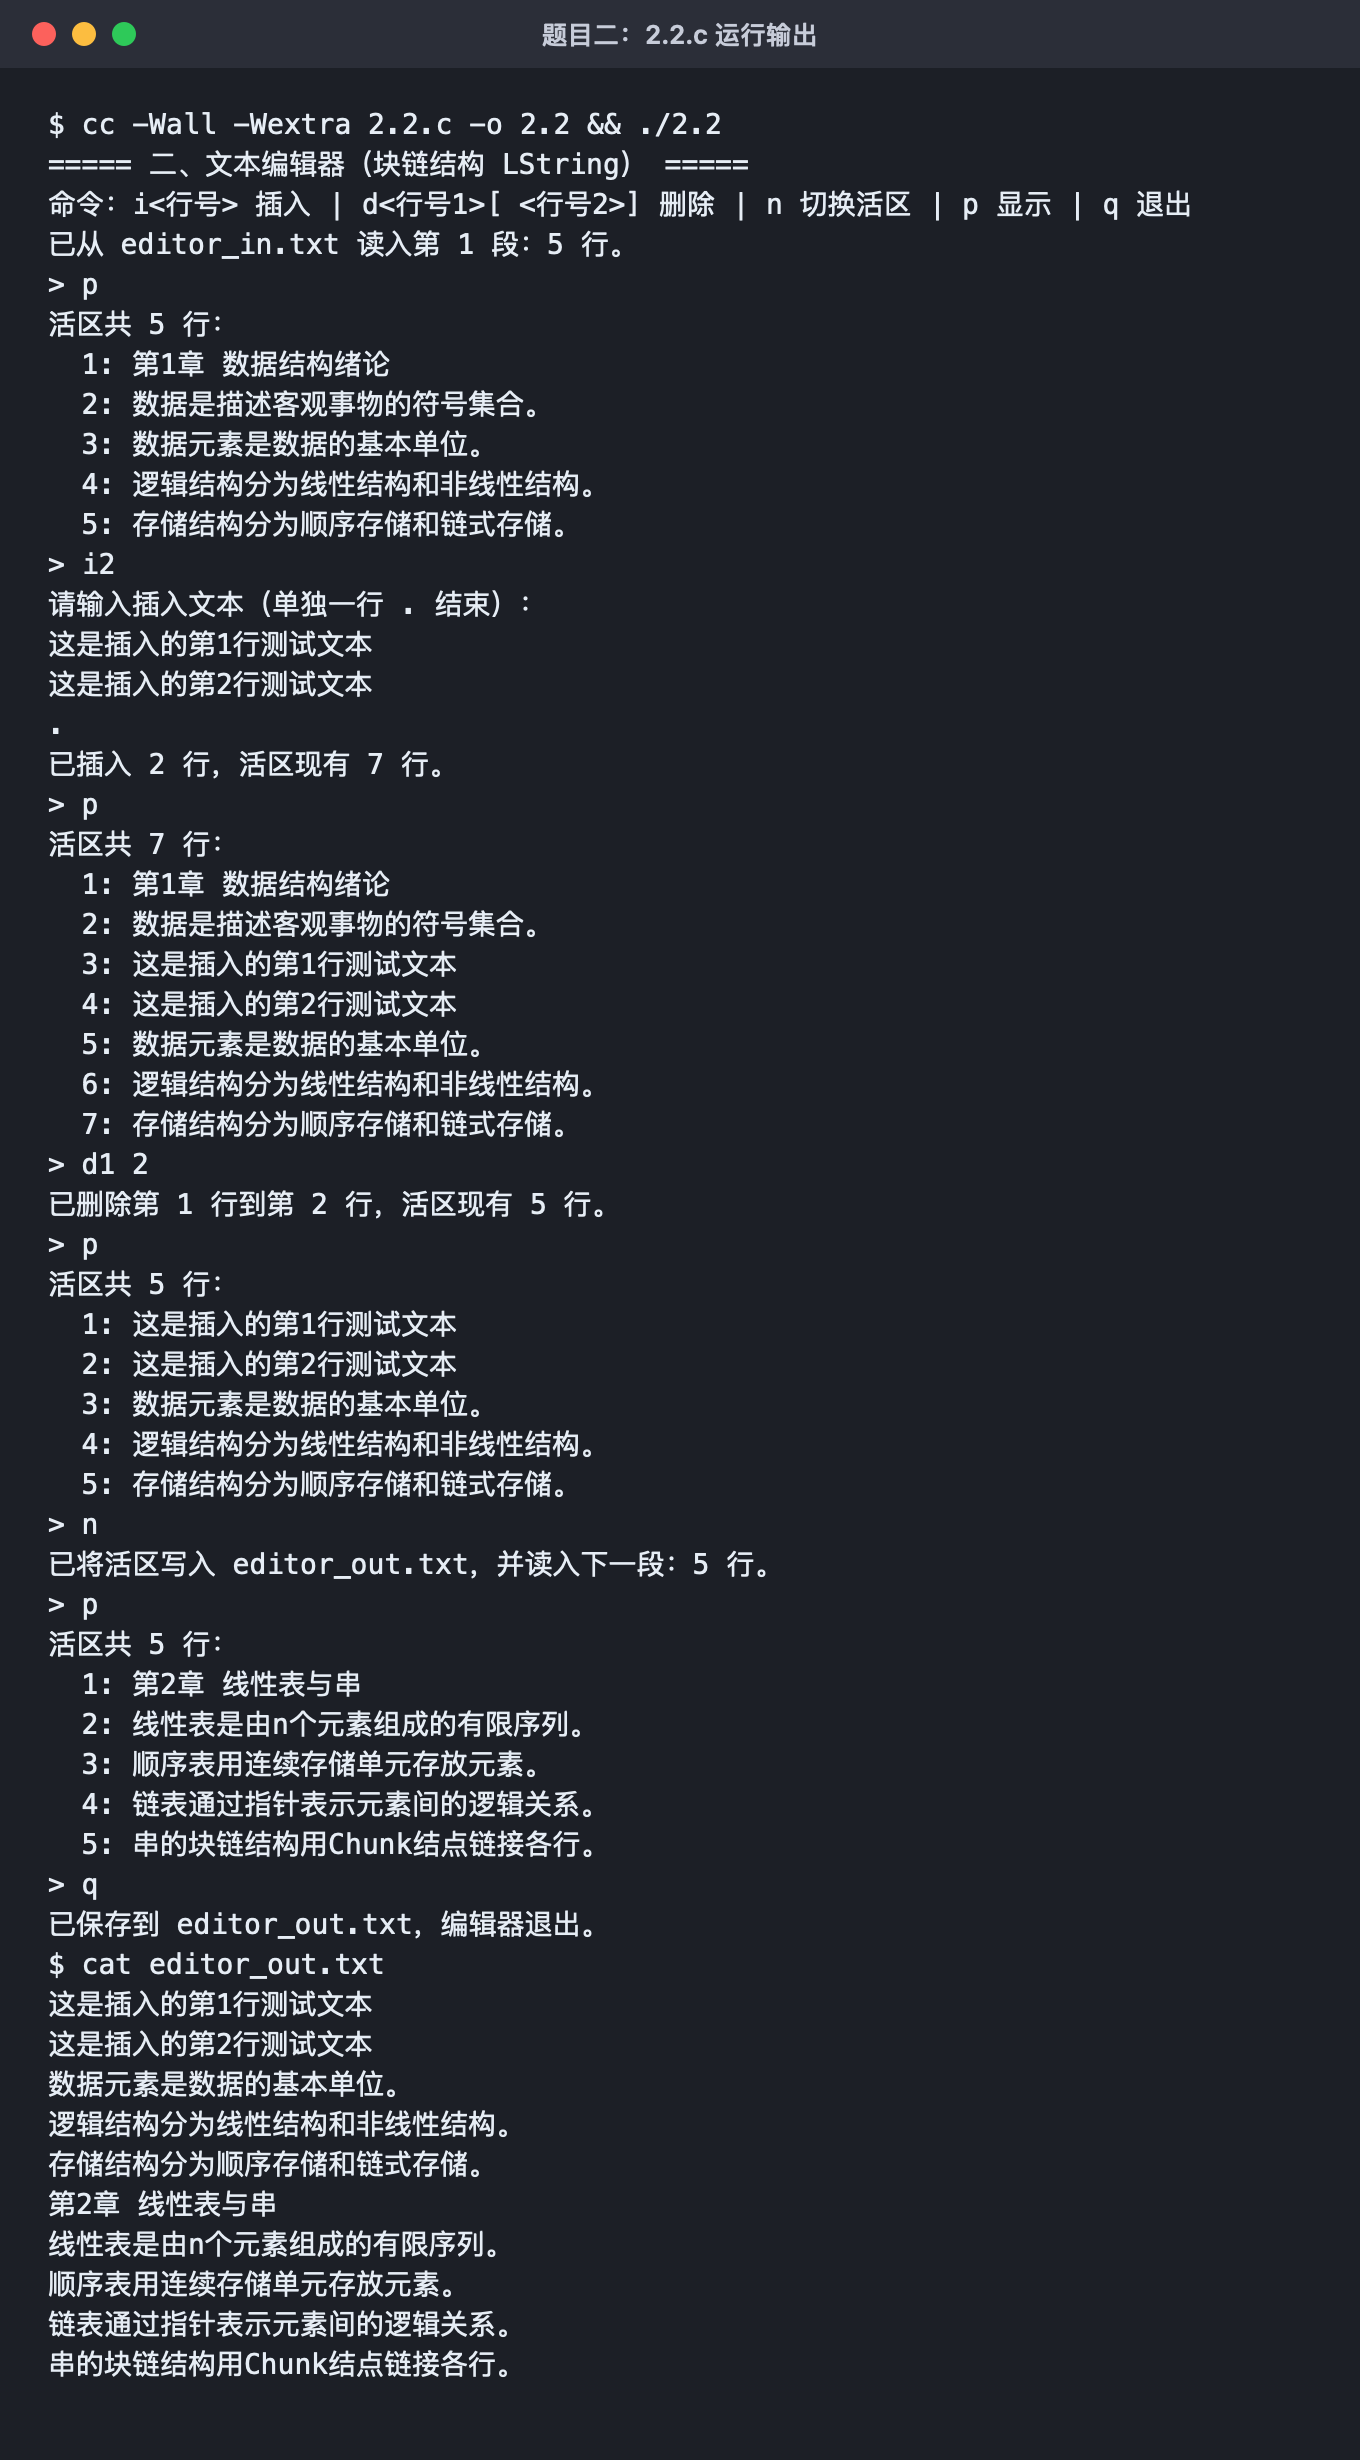 题目二：2.2.c 运行输出
$ cc -Wall -Wextra 2.2.c -o 2.2 && ./2.2
===== 二、文本编辑器（块链结构 LString） =====
命令：i<行号> 插入 | d<行号1>[ <行号2>] 删除 | n 切换活区 | p 显示 | q 退出
已从 editor_in.txt 读入第 1 段：5 行。
> p
活区共 5 行：
  1: 第1章 数据结构绪论
  2: 数据是描述客观事物的符号集合。
  3: 数据元素是数据的基本单位。
  4: 逻辑结构分为线性结构和非线性结构。
  5: 存储结构分为顺序存储和链式存储。
> i2
请输入插入文本（单独一行 . 结束）：
这是插入的第1行测试文本
这是插入的第2行测试文本
.
已插入 2 行，活区现有 7 行。
> p
活区共 7 行：
  1: 第1章 数据结构绪论
  2: 数据是描述客观事物的符号集合。
  3: 这是插入的第1行测试文本
  4: 这是插入的第2行测试文本
  5: 数据元素是数据的基本单位。
  6: 逻辑结构分为线性结构和非线性结构。
  7: 存储结构分为顺序存储和链式存储。
> d1 2
已删除第 1 行到第 2 行，活区现有 5 行。
> p
活区共 5 行：
  1: 这是插入的第1行测试文本
  2: 这是插入的第2行测试文本
  3: 数据元素是数据的基本单位。
  4: 逻辑结构分为线性结构和非线性结构。
  5: 存储结构分为顺序存储和链式存储。
> n
已将活区写入 editor_out.txt，并读入下一段：5 行。
> p
活区共 5 行：
  1: 第2章 线性表与串
  2: 线性表是由n个元素组成的有限序列。
  3: 顺序表用连续存储单元存放元素。
  4: 链表通过指针表示元素间的逻辑关系。
  5: 串的块链结构用Chunk结点链接各行。
> q
已保存到 editor_out.txt，编辑器退出。
$ cat editor_out.txt
这是插入的第1行测试文本
这是插入的第2行测试文本
数据元素是数据的基本单位。
逻辑结构分为线性结构和非线性结构。
存储结构分为顺序存储和链式存储。
第2章 线性表与串
线性表是由n个元素组成的有限序列。
顺序表用连续存储单元存放元素。
链表通过指针表示元素间的逻辑关系。
串的块链结构用Chunk结点链接各行。